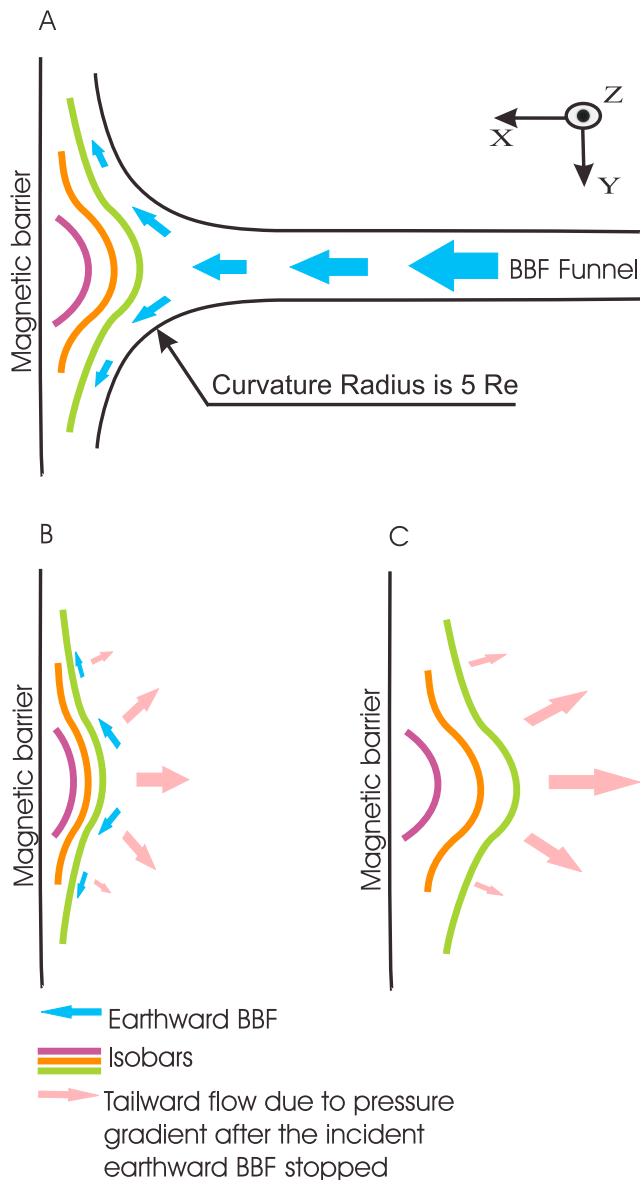 A
Z
X
Y
Magnetic barrier
BBF Funnel
Curvature Radius is 5 Re
B
C
Magnetic barrier
Magnetic barrier
Earthward BBF
Isobars
Tailward flow due to pressure
gradient after the incident
earthward BBF stopped